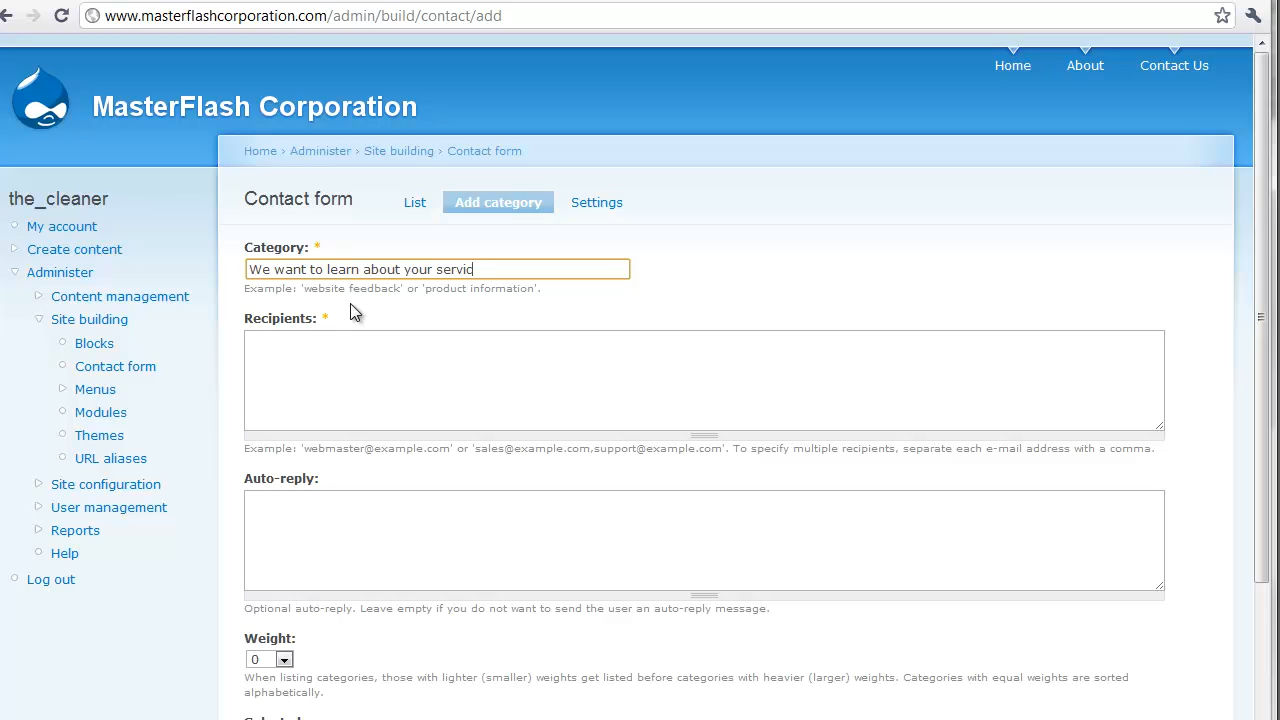 www.masterflashcorporation.com/admin/build/contact/add
Home About Contact Us
MasterFlash Corporation
Home › Administer › Site building › Contact form
the_cleaner
My account
Create content
Administer
Content management
Site building
Blocks
Contact form
Menus
Modules
Themes
URL aliases
Site configuration
User management
Reports
Help
Log out
Contact form
List Add category Settings
Category: *
We want to learn about your servic
Example: 'website feedback' or 'product information'.
Recipients: *
Example: 'webmaster@example.com' or 'sales@example.com,support@example.com'. To specify multiple recipients, separate each e-mail address with a comma.
Auto-reply:
Optional auto-reply. Leave empty if you do not want to send the user an auto-reply message.
Weight:
0
When listing categories, those with lighter (smaller) weights get listed before categories with heavier (larger) weights. Categories with equal weights are sorted
alphabetically.